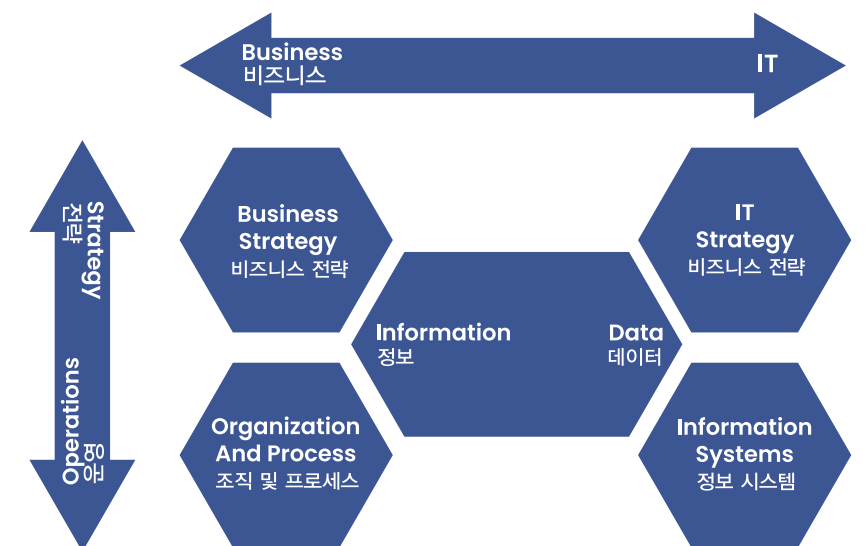 Business
비즈니스
IT
Strategy
전략
Operations
운영
Business
Strategy
비즈니스 전략
IT
Strategy
비즈니스 전략
Information
정보
Data
데이터
Organization
And Process
조직 및 프로세스
Information
Systems
정보 시스템